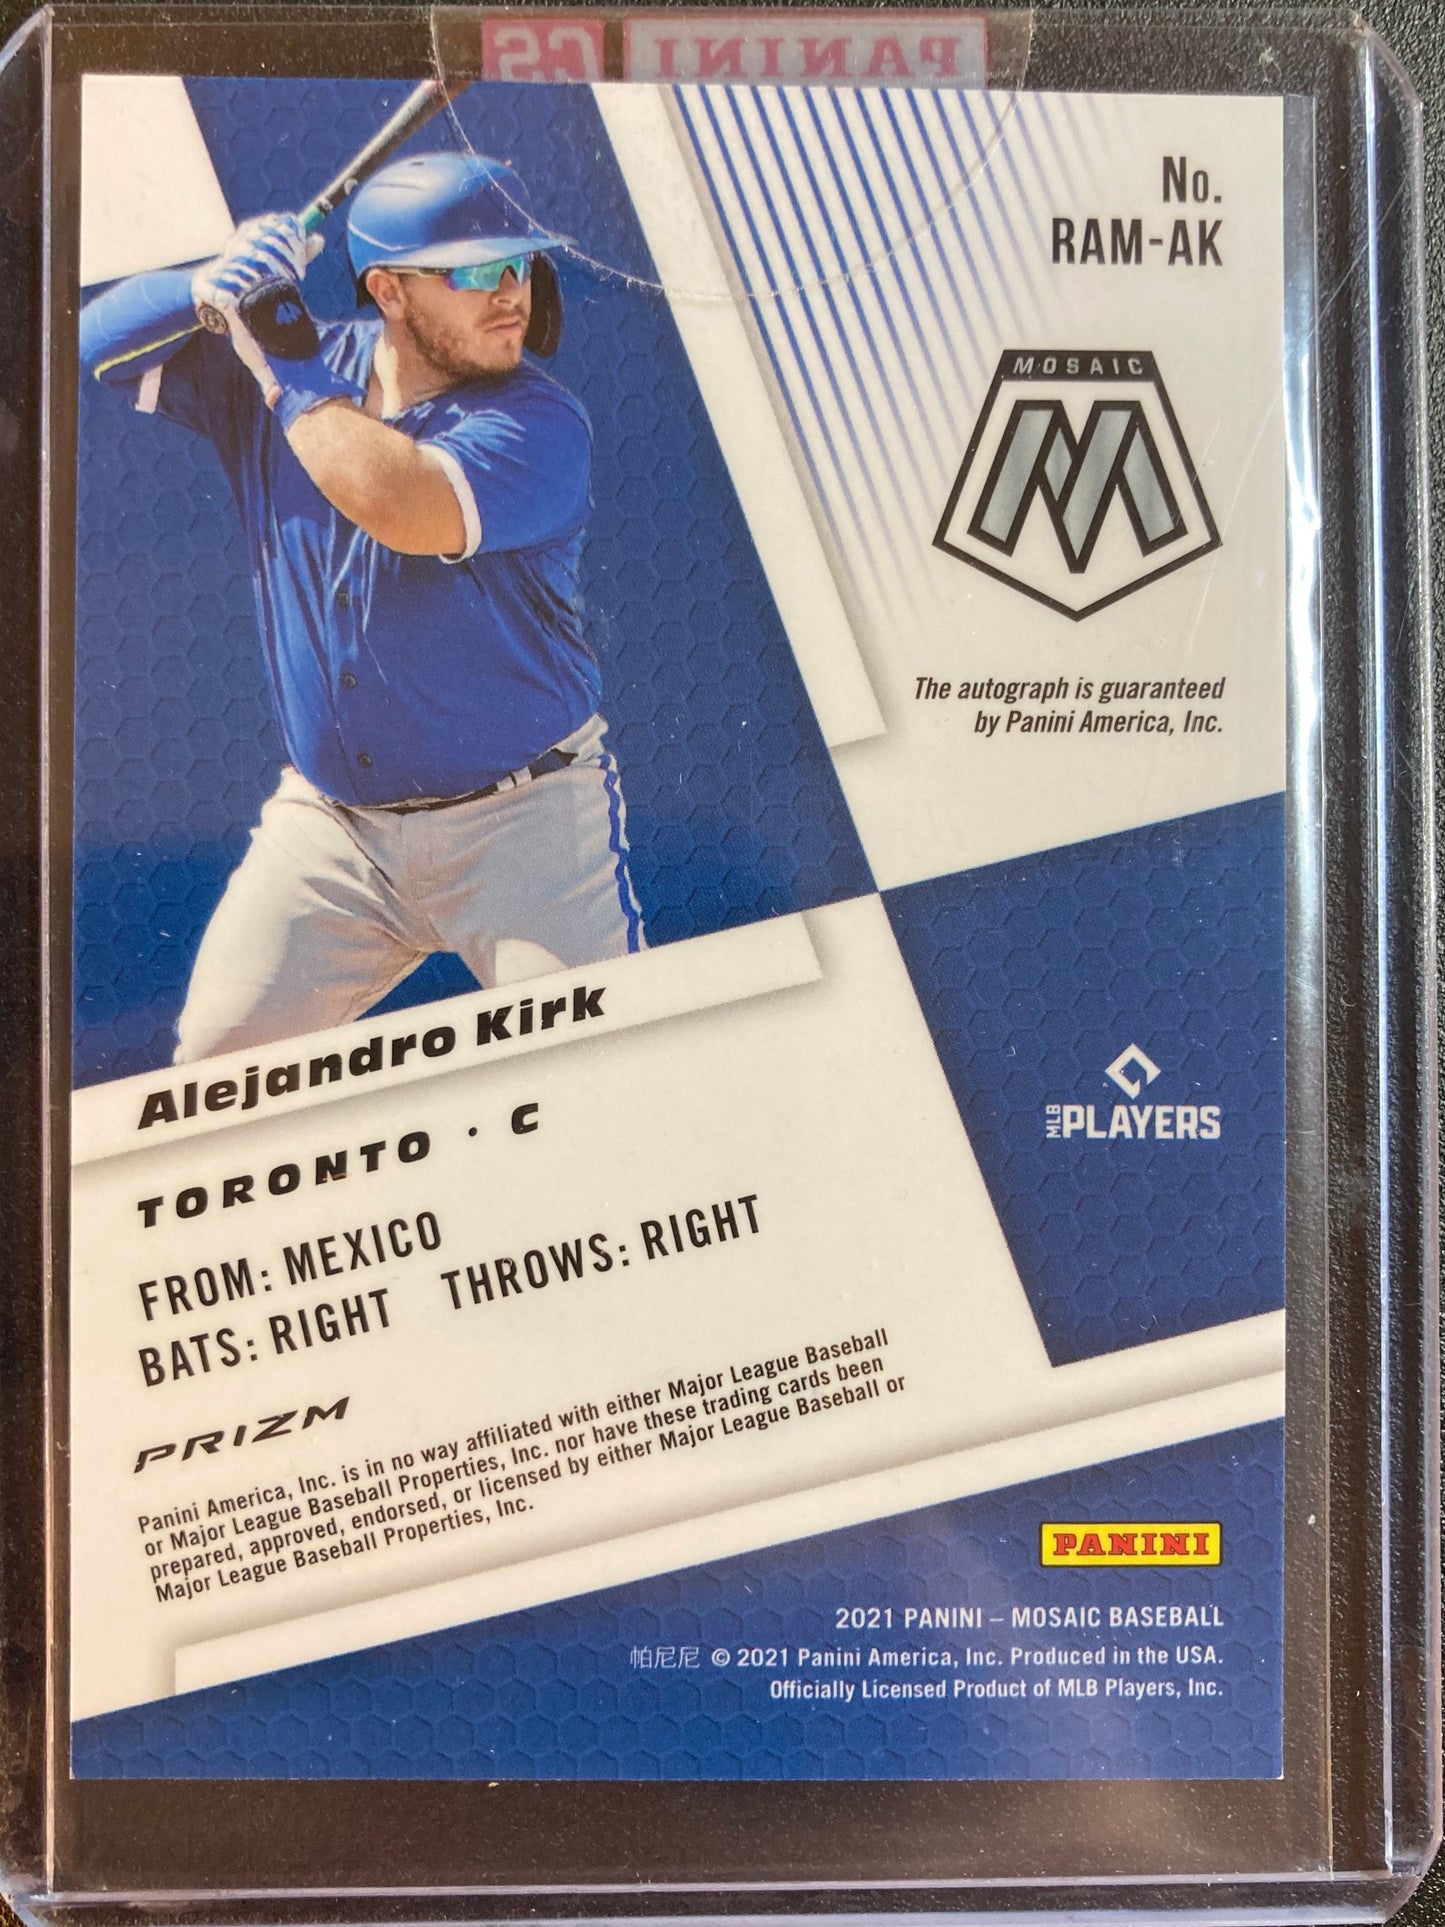 PANINI CS
No.
RAM-AK
MOSAIC
M
The autograph is guaranteed
by Panini America, Inc.
MLB PLAYERS
Alejandro Kirk
TORONTO · C
FROM: MEXICO
BATS: RIGHT THROWS: RIGHT
PRIZM
Panini America, Inc. is in no way affiliated with either Major League Baseball
or Major League Baseball Properties, Inc. nor have these trading cards been
prepared, approved, endorsed, or licensed by either Major League Baseball or
Major League Baseball Properties, Inc.
PANINI
2021 PANINI – MOSAIC BASEBALL
帕尼尼 © 2021 Panini America, Inc. Produced in the USA.
Officially Licensed Product of MLB Players, Inc.